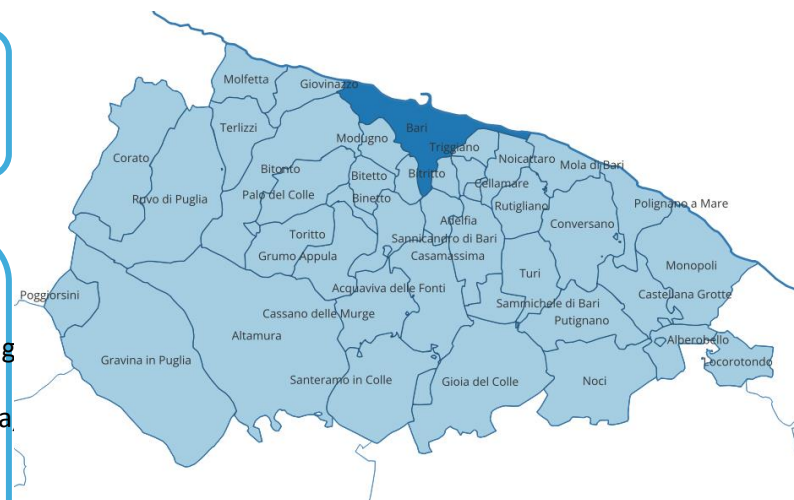 Molfetta
Giovinazzo
Terlizzi
Bari
Modugno
Triggiano
Corato
Noicattaro
Mola di Bari
Bitonto
Bitetto
Bitritto
Cellamare
Ruvo di Puglia
Palo del Colle
Binetto
Rutigliano
Polignano a Mare
Adelfia
Conversano
Toritto
Sannicandro di Bari
Grumo Appula
Casamassima
Turi
Monopoli
Poggiorsini
Acquaviva delle Fonti
Castellana Grotte
Sammichele di Bari
Cassano delle Murge
Putignano
Altamura
Alberobello
g
Gravina in Puglia
Locorotondo
Santeramo in Colle
Gioia del Colle
Noci
a